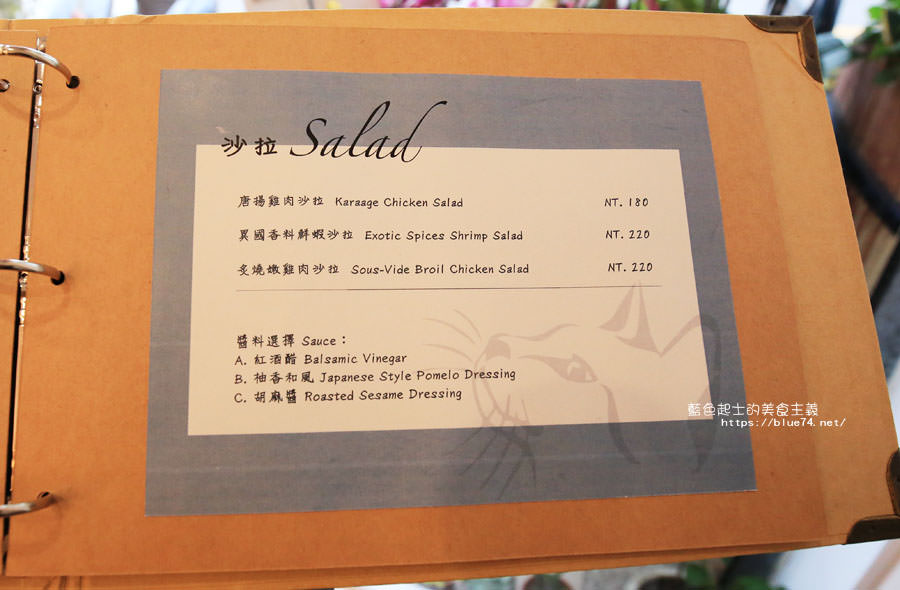 沙拉 Salad
唐揚雞肉沙拉 Karaage Chicken Salad NT. 180
異國香料鮮蝦沙拉 Exotic Spices Shrimp Salad NT. 220
炙燒嫩雞肉沙拉 Sous-Vide Broil Chicken Salad NT. 220
醬料選擇 Sauce：
A. 紅酒醋 Balsamic Vinegar
B. 柚香和風 Japanese Style Pomelo Dressing
C. 胡麻醬 Roasted Sesame Dressing
藍色起士的美食主義
https://blue74.net/